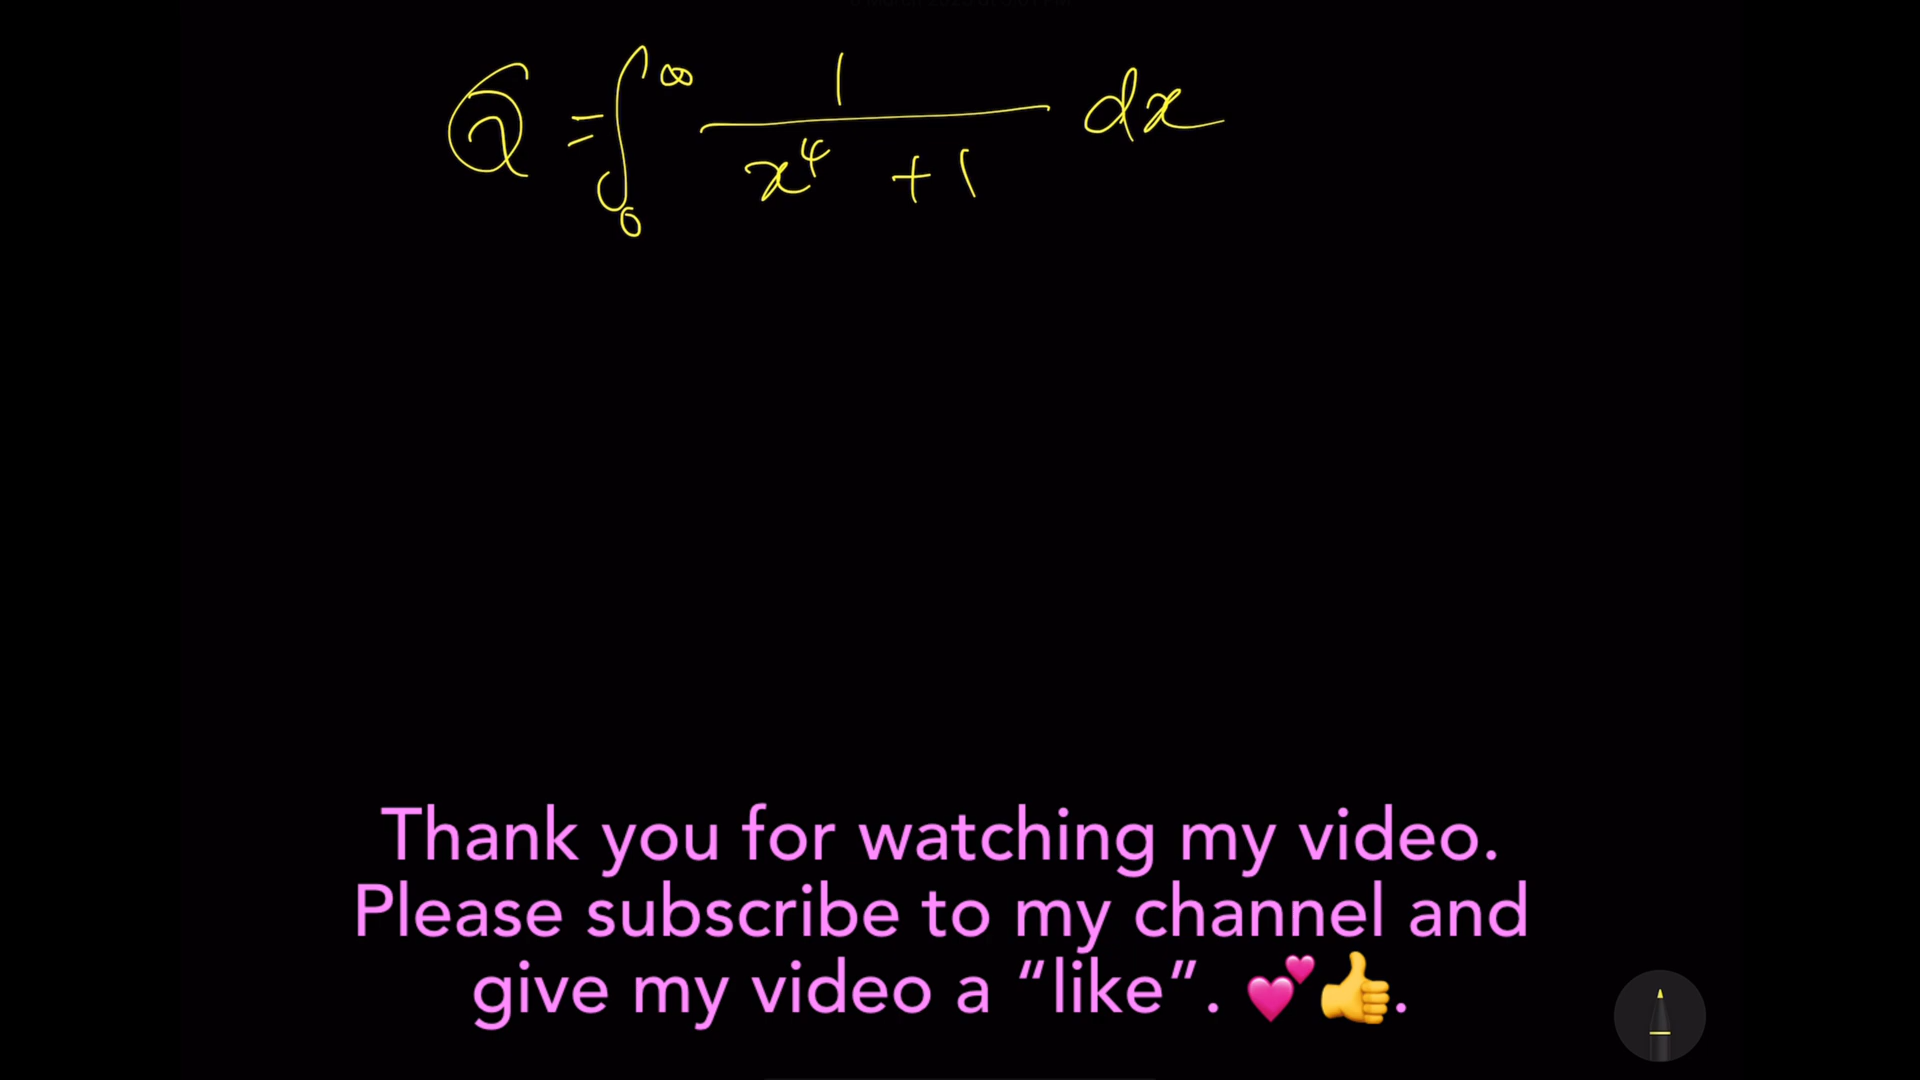 Q = ∫₀^∞ 1/(x⁴ + 1) dx
Thank you for watching my video.
Please subscribe to my channel and
give my video a “like”. 💕👍.